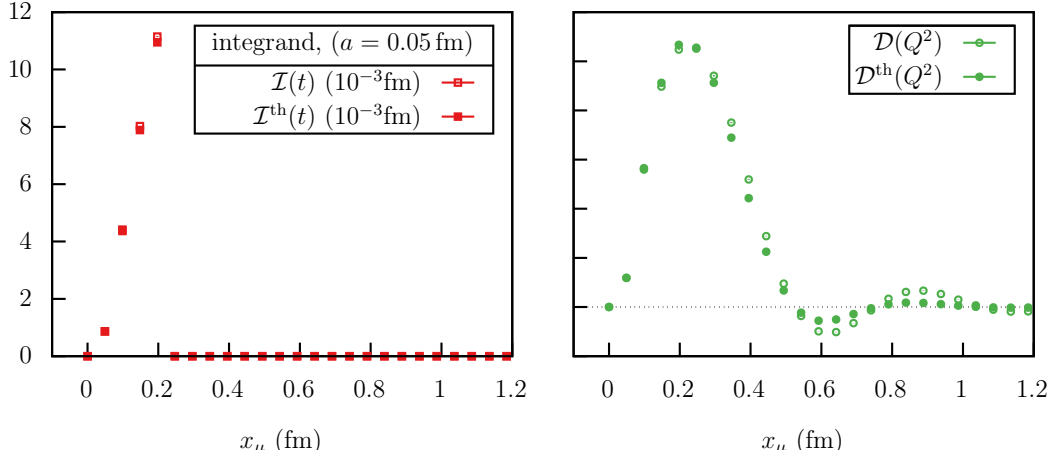 12
10
8
6
4
2
0
integrand, (a = 0.05 fm)
I(t) (10⁻³fm)
Iᵗʰ(t) (10⁻³fm)
0 0.2 0.4 0.6 0.8 1 1.2
x_μ (fm)
D(Q²)
Dᵗʰ(Q²)
0 0.2 0.4 0.6 0.8 1 1.2
x_μ (fm)